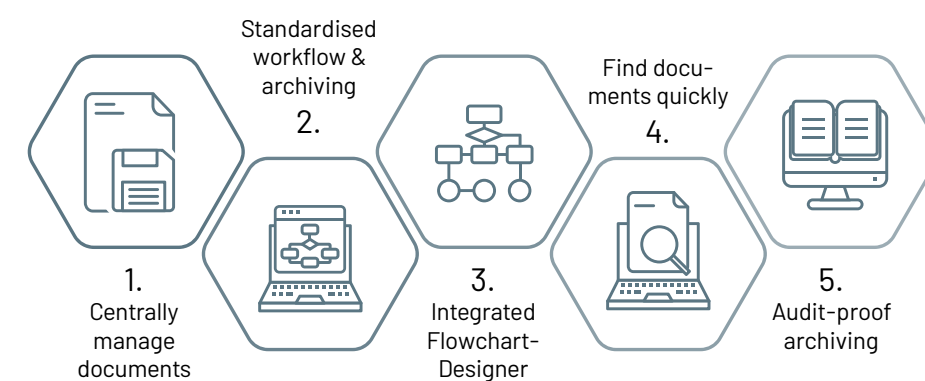 1.
Centrally
manage
documents
Standardised
workflow &
archiving
2.
3.
Integrated
Flowchart-
Designer
Find docu-
ments quickly
4.
5.
Audit-proof
archiving